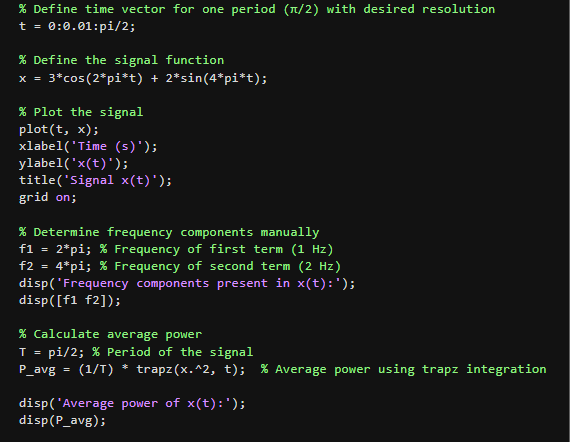 % Define time vector for one period (π/2) with desired resolution
t = 0:0.01:pi/2;
% Define the signal function
x = 3*cos(2*pi*t) + 2*sin(4*pi*t);
% Plot the signal
plot(t, x);
xlabel('Time (s)');
ylabel('x(t)');
title('Signal x(t)');
grid on;
% Determine frequency components manually
f1 = 2*pi; % Frequency of first term (1 Hz)
f2 = 4*pi; % Frequency of second term (2 Hz)
disp('Frequency components present in x(t):');
disp([f1 f2]);
% Calculate average power
T = pi/2; % Period of the signal
P_avg = (1/T) * trapz(x.^2, t);  % Average power using trapz integration
disp('Average power of x(t):');
disp(P_avg);